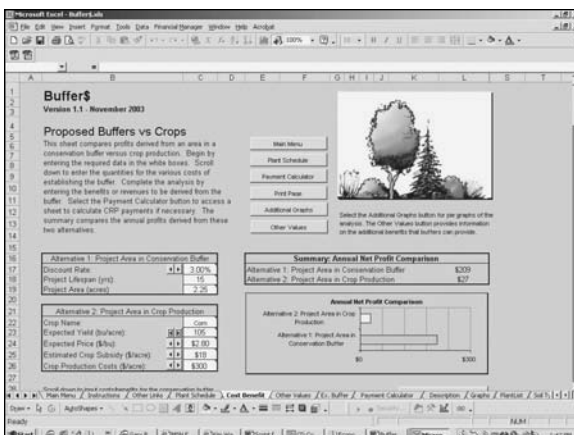 Microsoft Excel - Buffer$.xls
File Edit View Insert Format Tools Data Financial Manager Window Help Acrobat
100%
A B C D E F G H I J K L S T
Buffer$
Version 1.1 - November 2003
Proposed Buffers vs Crops
This sheet compares profits derived from an area in a
conservation buffer versus crop production. Begin by
entering the required data in the white boxes. Scroll
down to enter the quantities for the various costs of
establishing the buffer. Complete the analysis by
entering the benefits or revenues to be derived from the
buffer. Select the Payment Calculator button to access a
sheet to calculate CRP payments if necessary. The
summary compares the annual profits derived from these
two alternatives.
Main Menu
Plant Schedule
Payment Calculator
Print Page
Additional Graphs
Other Values
Select the Additional Graphs button for pie graphs of the
analysis. The Other Values button provides information
on the additional benefits that buffers can provide.
Alternative 1: Project Area in Conservation Buffer
Discount Rate: 3.00%
Project Lifespan (yrs): 15
Project Area (acres) 2.25
Summary: Annual Net Profit Comparison
Alternative 1: Project Area in Conservation Buffer $209
Alternative 2: Project Area in Crop Production $27
Alternative 2: Project Area in Crop Production
Crop Name: Corn
Expected Yield (bu/acre): 105
Expected Price ($/bu) $2.80
Estimated Crop Subsidy ($/acre): $18
Crop Production Costs ($/acre): $300
Annual Net Profit Comparison
Alternative 2: Project Area in Crop
Production
Alternative 1: Project Area in
Conservation Buffer
$0 $300
Main Menu / Instructions / Other Links / Plant Schedule / Cost Benefit / Other Values / Ex. Buffer / Payment Calculator / Description / Graphs / PlantList
Draw AutoShapes
Ready NUM